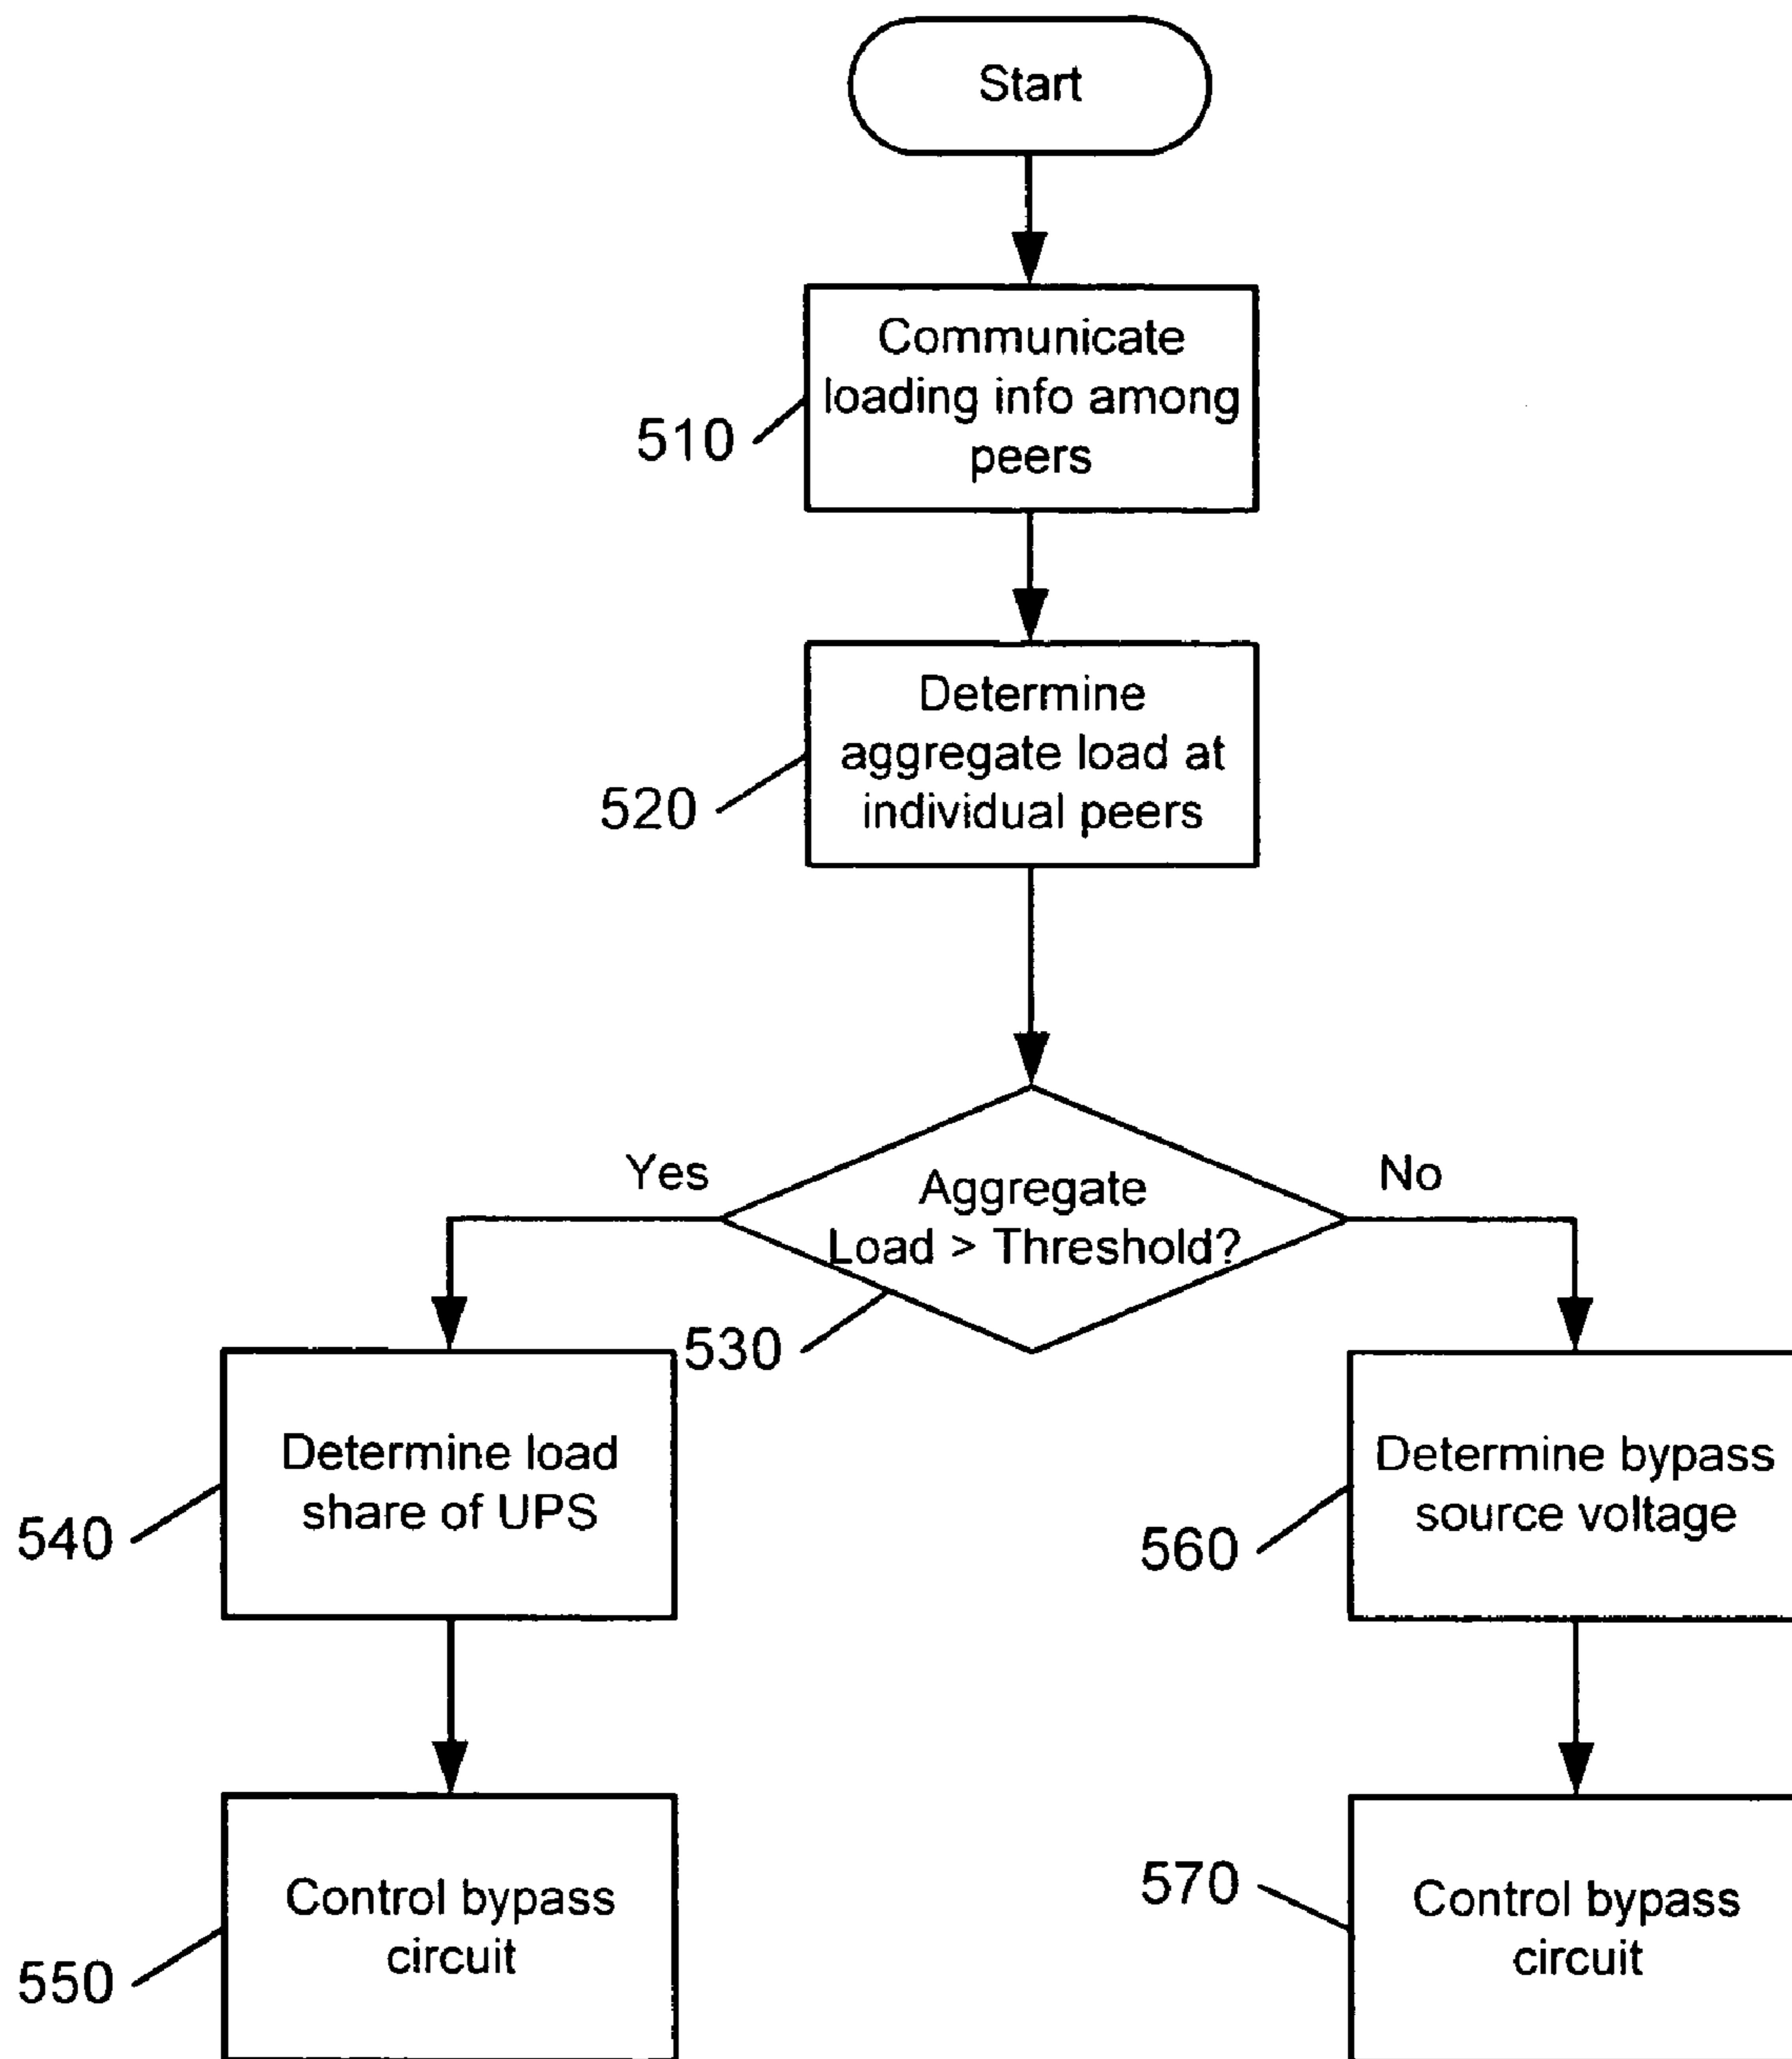 Start
Communicate
loading info among
peers
510
Determine
aggregate load at
individual peers
520
Yes
No
Aggregate
Load > Threshold?
530
Determine load
share of UPS
540
Determine bypass
source voltage
560
Control bypass
circuit
550
Control bypass
circuit
570